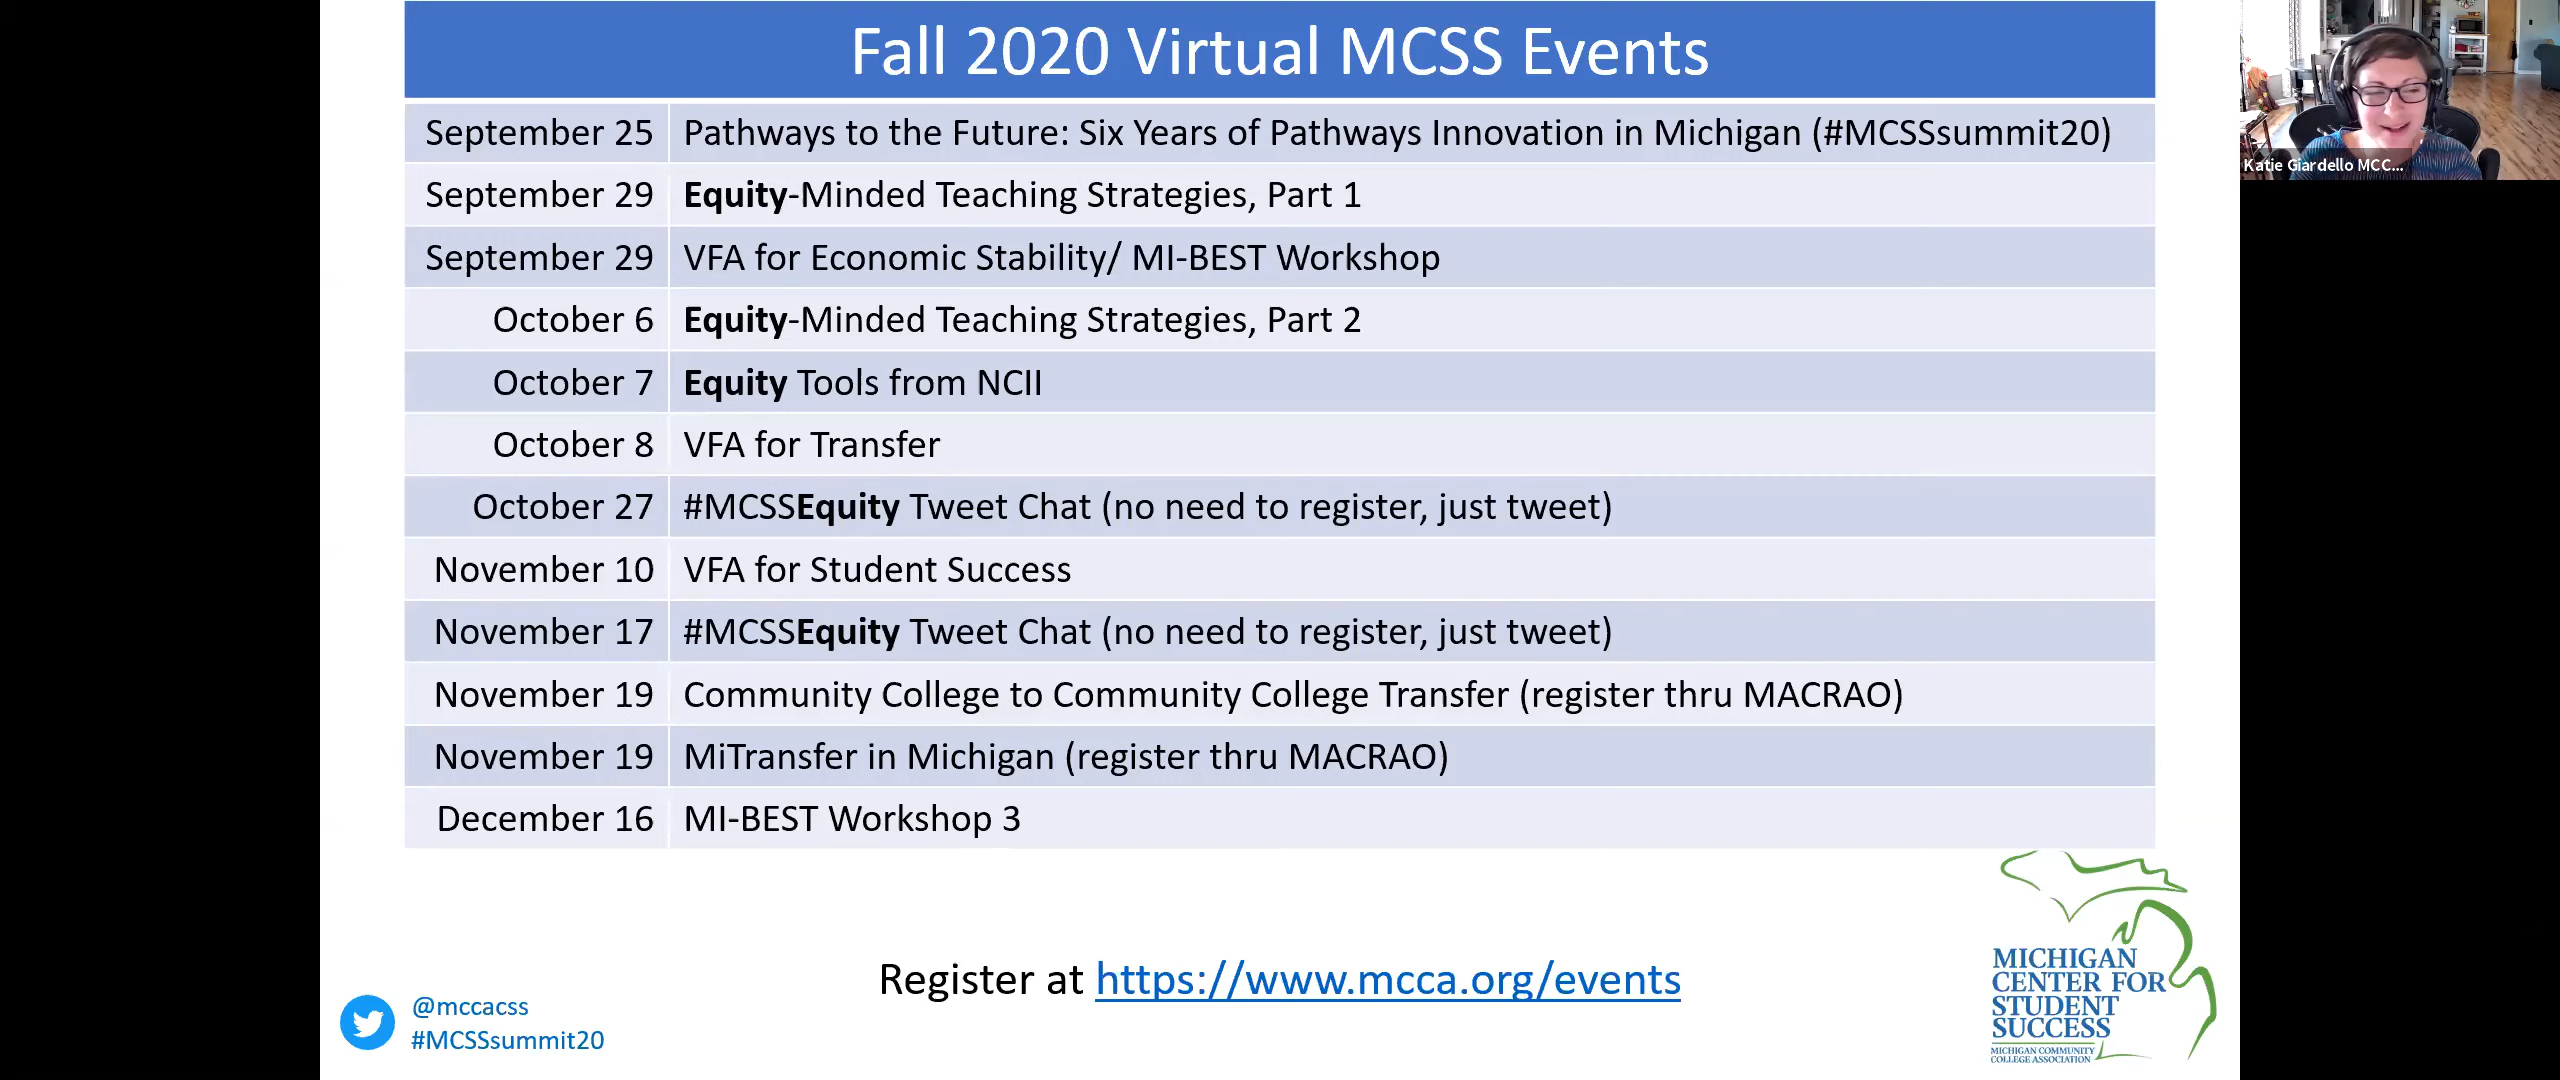 Fall 2020 Virtual MCSS Events
September 25 Pathways to the Future: Six Years of Pathways Innovation in Michigan (#MCSSsummit20)
September 29 Equity-Minded Teaching Strategies, Part 1
September 29 VFA for Economic Stability/ MI-BEST Workshop
October 6 Equity-Minded Teaching Strategies, Part 2
October 7 Equity Tools from NCII
October 8 VFA for Transfer
October 27 #MCSSEquity Tweet Chat (no need to register, just tweet)
November 10 VFA for Student Success
November 17 #MCSSEquity Tweet Chat (no need to register, just tweet)
November 19 Community College to Community College Transfer (register thru MACRAO)
November 19 MiTransfer in Michigan (register thru MACRAO)
December 16 MI-BEST Workshop 3
Register at https://www.mcca.org/events
@mccacss
#MCSSsummit20
MICHIGAN
CENTER FOR
STUDENT
SUCCESS
MICHIGAN COMMUNITY
COLLEGE ASSOCIATION
Katie Giardello MCC...